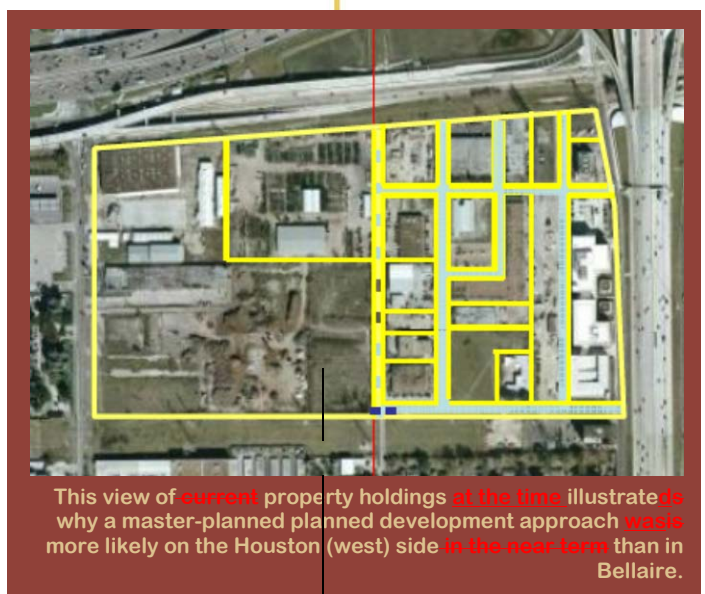 This view of current property holdings at the time illustrateds
why a master-planned planned development approach wasis
more likely on the Houston (west) side in the near term than in
Bellaire.